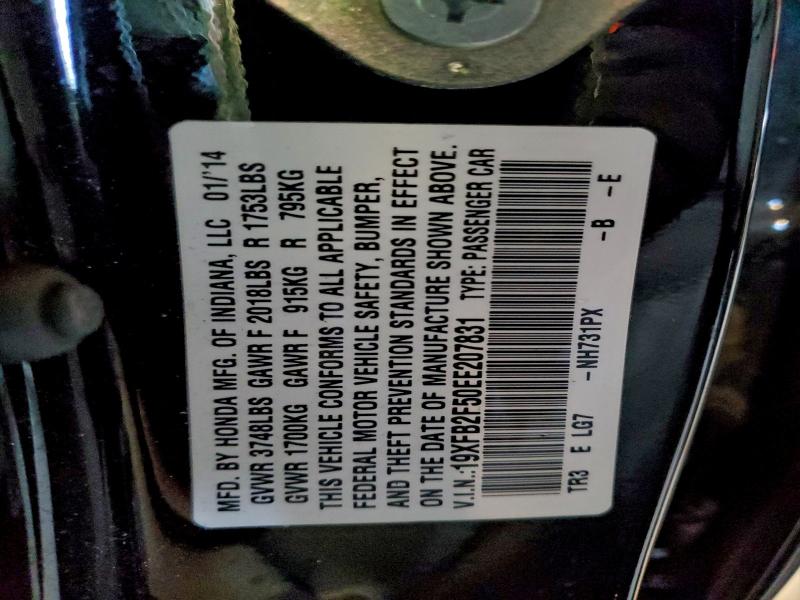 MFD. BY HONDA MFG. OF INDIANA, LLC 01/'14
GVWR 3748LBS GAWR F 2018LBS R 1753LBS
GVWR 1700KG GAWR F 915KG R 795KG
THIS VEHICLE CONFORMS TO ALL APPLICABLE
FEDERAL MOTOR VEHICLE SAFETY, BUMPER,
AND THEFT PREVENTION STANDARDS IN EFFECT
ON THE DATE OF MANUFACTURE SHOWN ABOVE.
V.I.N.:19XFB2F50EE207831 TYPE: PASSENGER CAR
TR3 E LG7 -NH731PX -B -E